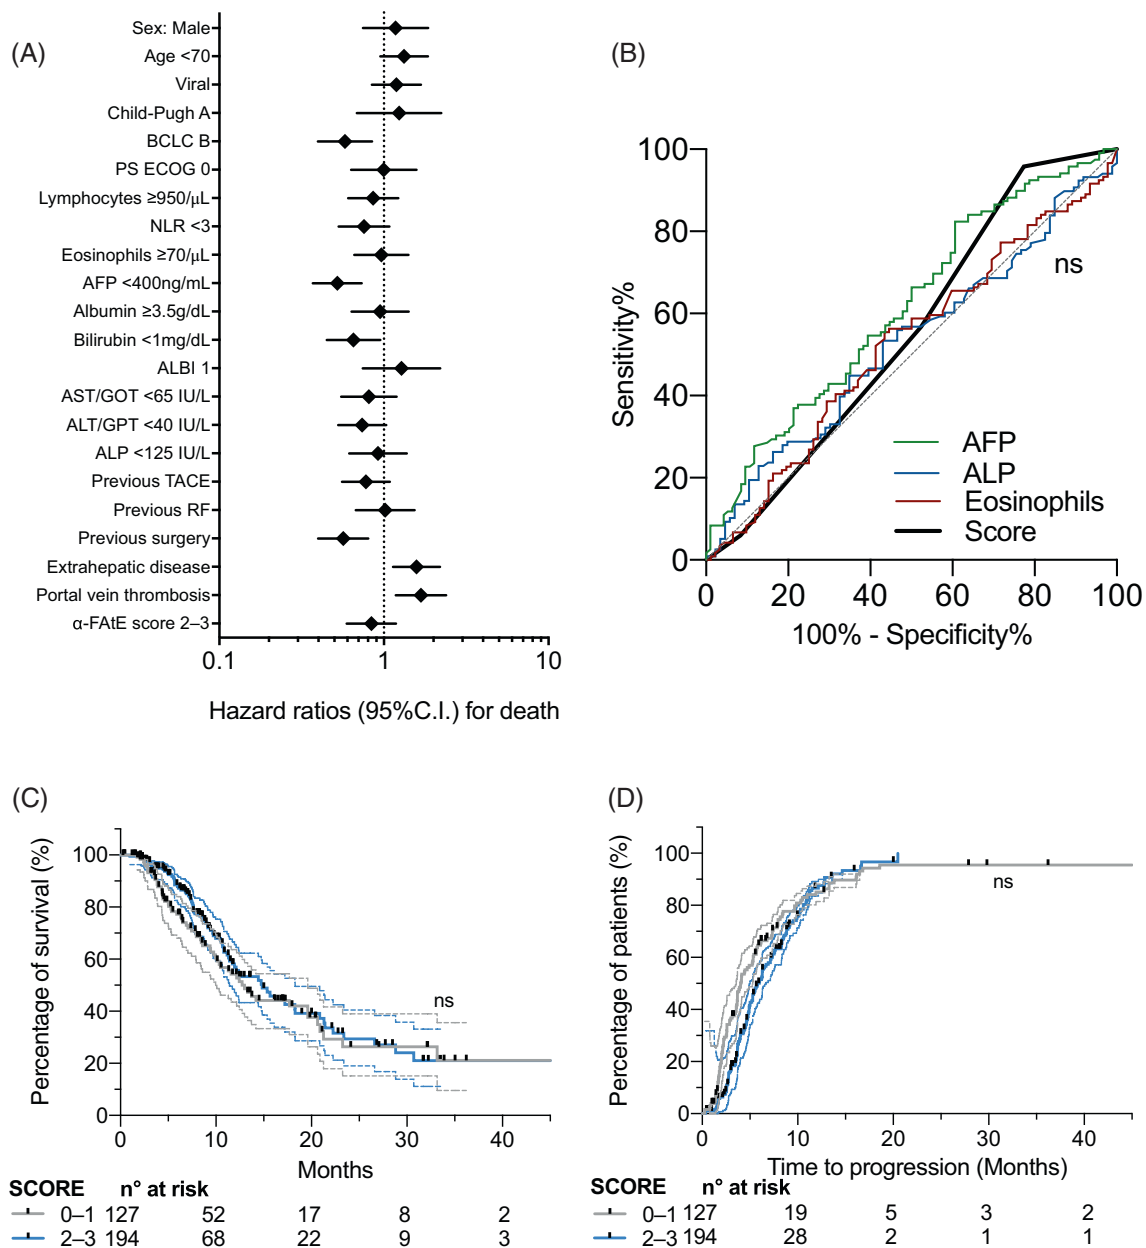 (A)
Sex: Male
Age <70
Viral
Child-Pugh A
BCLC B
PS ECOG 0
Lymphocytes ≥950/μL
NLR <3
Eosinophils ≥70/μL
AFP <400ng/mL
Albumin ≥3.5g/dL
Bilirubin <1mg/dL
ALBI 1
AST/GOT <65 IU/L
ALT/GPT <40 IU/L
ALP <125 IU/L
Previous TACE
Previous RF
Previous surgery
Extrahepatic disease
Portal vein thrombosis
α-FAtE score 2–3
0.1 1 10
Hazard ratios (95%C.I.) for death
(B)
Sensitivity%
100
80
60
40
20
0
ns
AFP
ALP
Eosinophils
Score
0 20 40 60 80 100
100% - Specificity%
(C)
Percentage of survival (%)
100
80
60
40
20
0
ns
0 10 20 30 40
Months
SCORE n° at risk
0–1 127 52 17 8 2
2–3 194 68 22 9 3
(D)
Percentage of patients (%)
100
80
60
40
20
0
ns
0 10 20 30 40
Time to progression (Months)
SCORE n° at risk
0–1 127 19 5 3 2
2–3 194 28 2 1 1